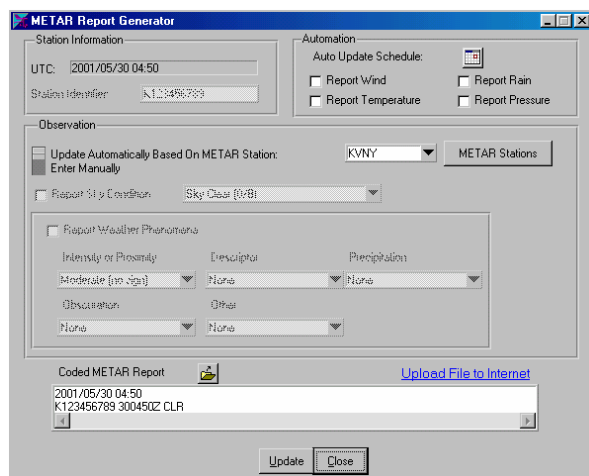 METAR Report Generator
Station Information
UTC: 2001/05/30 04:50
Station Identifier: K123456789
Automation
Auto Update Schedule:
Report Wind
Report Rain
Report Temperature
Report Pressure
Observation
Update Automatically Based On METAR Station:
Enter Manually
KVNY
METAR Stations
Report Sky Condition
Sky Clear (0/8)
Report Weather Phenomena
Intensity or Proximity
Descriptor
Precipitation
Moderate (no sign)
None
None
Obscuration
Other
None
None
Coded METAR Report
Upload File to Internet
2001/05/30 04:50
K123456789 300450Z CLR
Update
Close